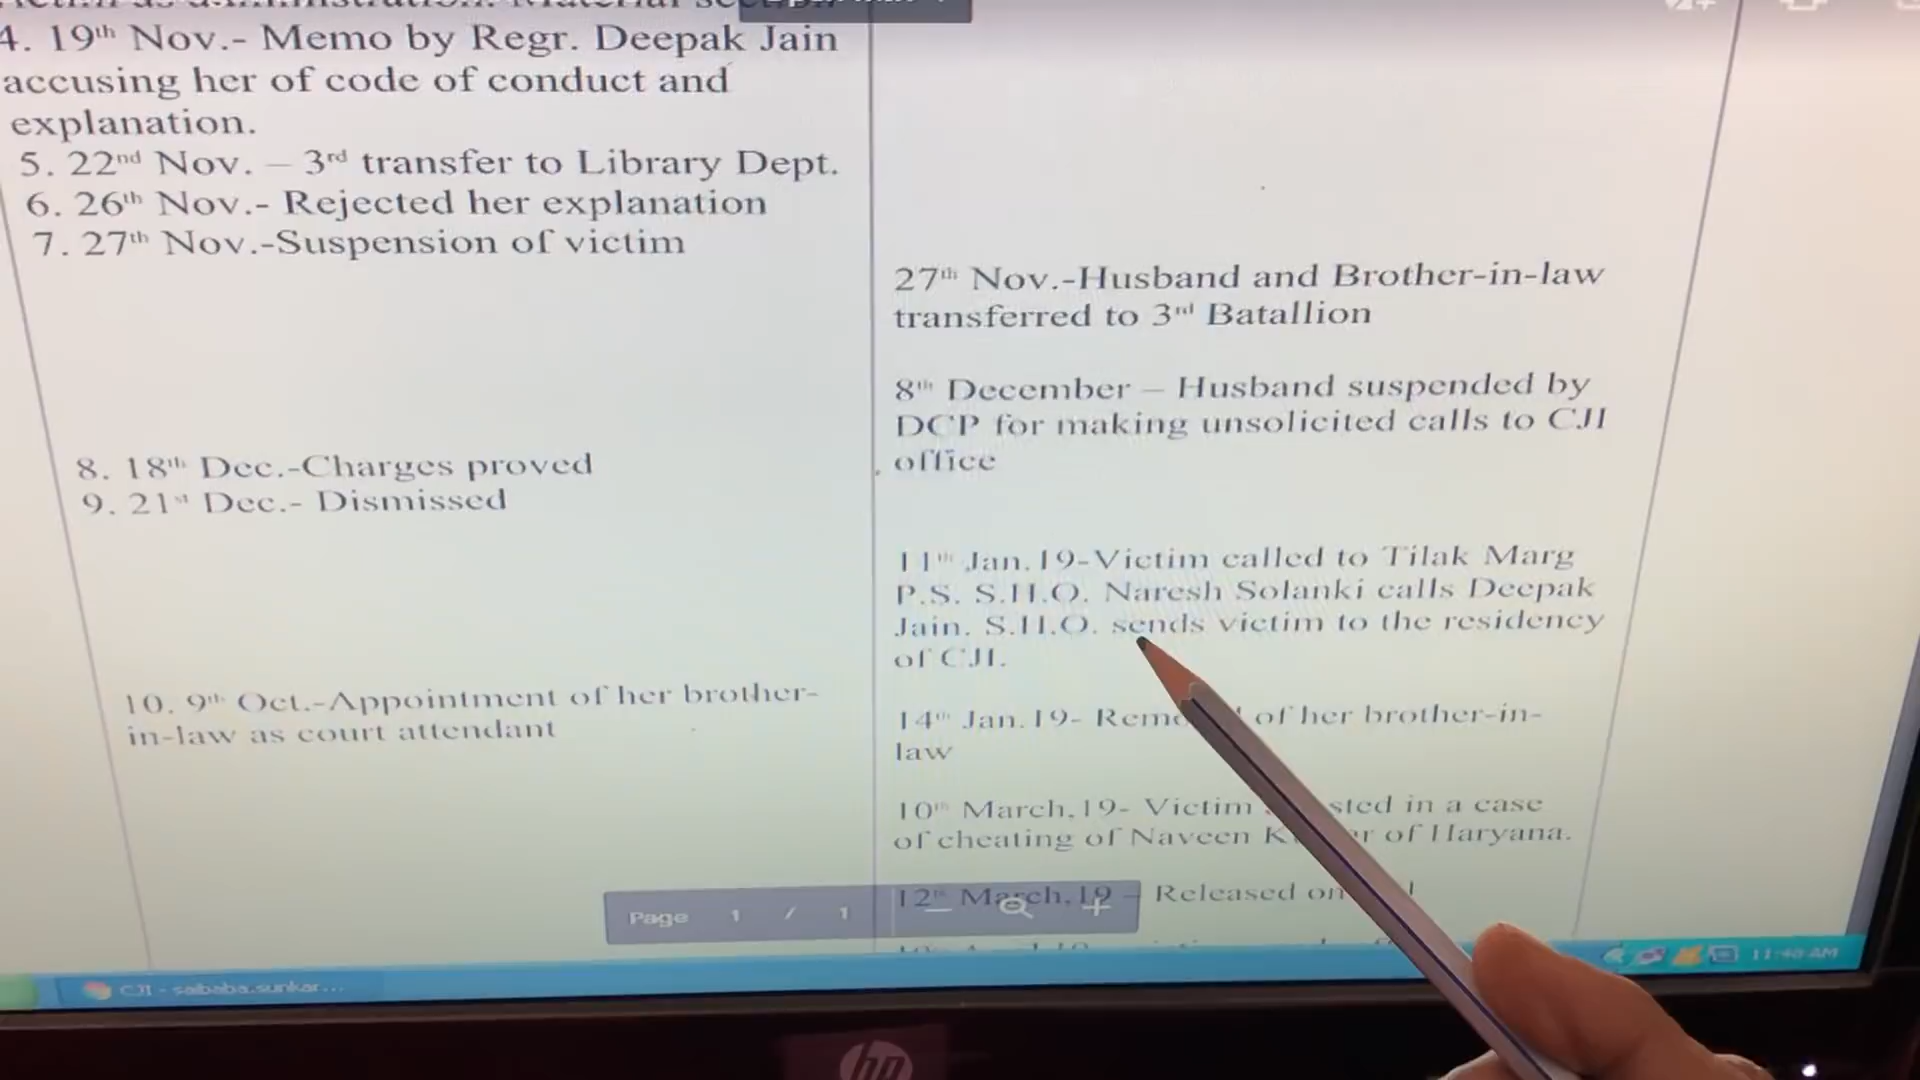 4. 19th Nov.- Memo by Regr. Deepak Jain
accusing her of code of conduct and
explanation.
5. 22nd Nov. – 3rd transfer to Library Dept.
6. 26th Nov.- Rejected her explanation
7. 27th Nov.-Suspension of victim
8. 18th Dec.-Charges proved
9. 21st Dec.- Dismissed
10. 9th Oct.-Appointment of her brother-
in-law as court attendant
27th Nov.-Husband and Brother-in-law
transferred to 3rd Batallion
8th December – Husband suspended by
DCP for making unsolicited calls to CJI
office
11th Jan.19-Victim called to Tilak Marg
P.S. S.H.O. Naresh Solanki calls Deepak
Jain. S.H.O. sends victim to the residency
of CJI.
14th Jan.19- of her brother-in-
law
10th March,19- Victim in a case
of cheating of Naveen of Haryana.
12th March,19 – Released on
Page 1 / 1
CJI - saibaba.sunkar...
11:40 AM
hp